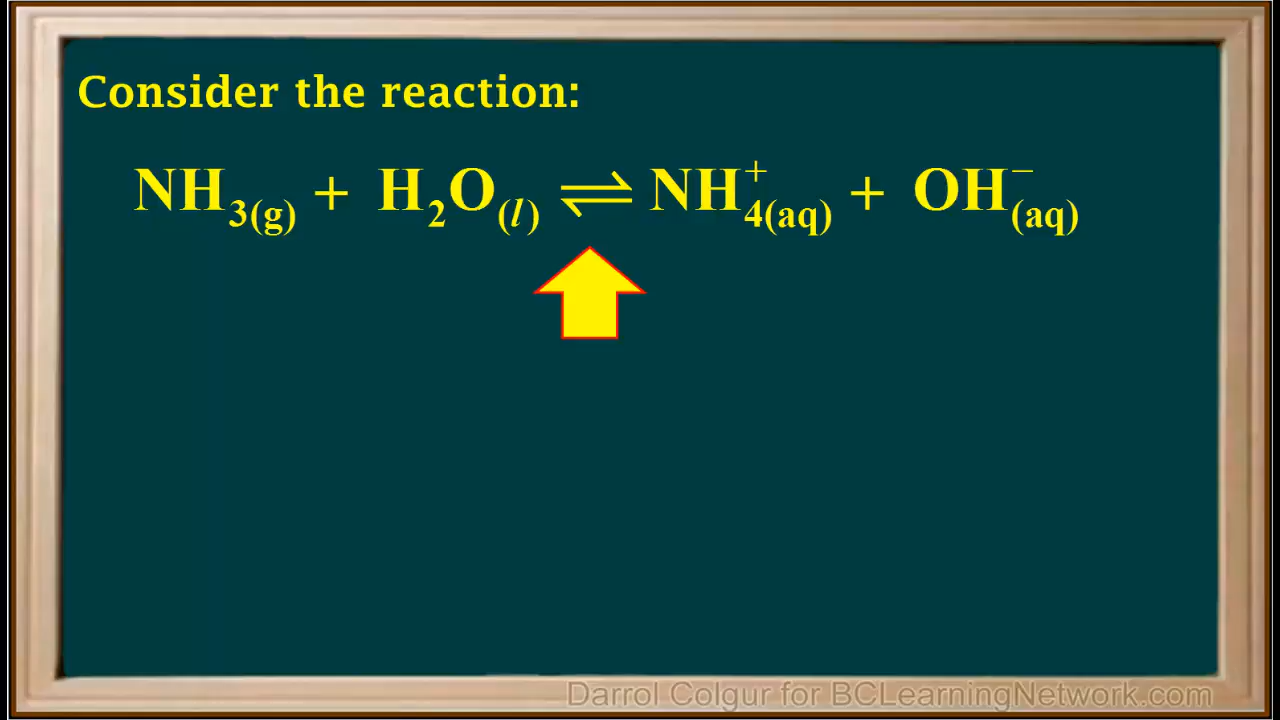 Consider the reaction:
NH₃(g) + H₂O(l) ⇌ NH₄⁺(aq) + OH⁻(aq)
Darrol Colgur for BCLearningNetwork.com